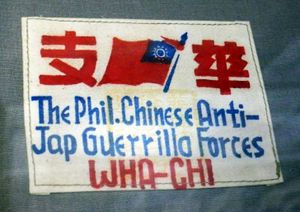 華支
The Phil. Chinese Anti-
Jap Guerrilla Forces
WHA-CHI